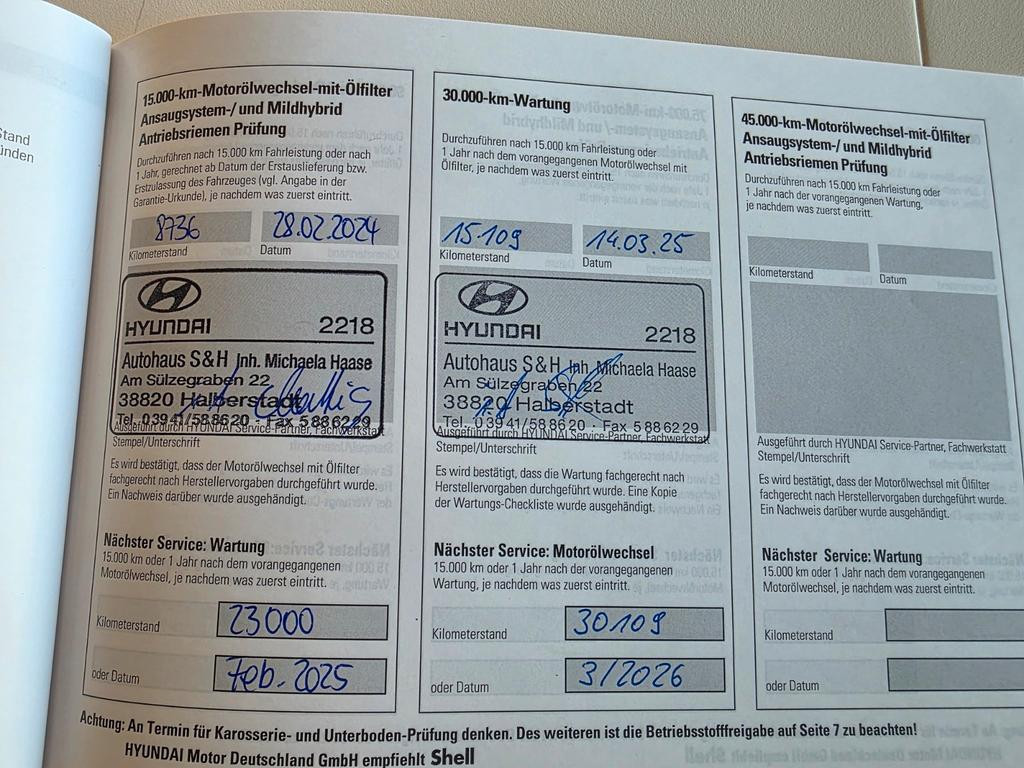 Stand
ünden
15.000-km-Motorölwechsel-mit-Ölfilter
Ansaugsystem-/ und Mildhybrid
Antriebsriemen Prüfung
Durchzuführen nach 15.000 km Fahrleistung oder nach
1 Jahr, gerechnet ab Datum der Erstauslieferung bzw.
Erstzulassung des Fahrzeuges (vgl. Angabe in der
Garantie-Urkunde), je nachdem was zuerst eintritt.
8736 28.02.2024
Kilometerstand Datum
HYUNDAI 2218
Autohaus S&H Inh. Michaela Haase
Am Sülzegraben 22
38820 Halberstadt
Tel. 03941/588620 · Fax 5886229
Ausgeführt durch HYUNDAI Service-Partner, Fachwerkstatt
Stempel/Unterschrift
Es wird bestätigt, dass der Motorölwechsel mit Ölfilter
fachgerecht nach Herstellervorgaben durchgeführt wurde.
Ein Nachweis darüber wurde ausgehändigt.
Nächster Service: Wartung
15.000 km oder 1 Jahr nach dem vorangegangenen
Motorölwechsel, je nachdem was zuerst eintritt.
Kilometerstand 23000
oder Datum Feb. 2025
30.000-km-Wartung
Durchzuführen nach 15.000 km Fahrleistung oder
1 Jahr nach dem vorangegangenen Motorölwechsel mit
Ölfilter, je nachdem was zuerst eintritt.
15.109 14.03.25
Kilometerstand Datum
HYUNDAI 2218
Autohaus S&H Inh. Michaela Haase
Am Sülzegraben 22
38820 Halberstadt
Tel. 03941/588620 · Fax 5886229
Ausgeführt durch HYUNDAI Service-Partner, Fachwerkstatt
Stempel/Unterschrift
Es wird bestätigt, dass die Wartung fachgerecht nach
Herstellervorgaben durchgeführt wurde. Eine Kopie
der Wartungs-Checkliste wurde ausgehändigt.
Nächster Service: Motorölwechsel
15.000 km oder 1 Jahr nach der vorangegangenen
Wartung, je nachdem was zuerst eintritt.
Kilometerstand 30109
oder Datum 3/2026
45.000-km-Motorölwechsel-mit-Ölfilter
Ansaugsystem-/ und Mildhybrid
Antriebsriemen Prüfung
Durchzuführen nach 15.000 km Fahrleistung oder
1 Jahr nach der vorangegangenen Wartung,
je nachdem was zuerst eintritt.
Kilometerstand Datum
Ausgeführt durch HYUNDAI Service-Partner, Fachwerkstatt
Stempel/Unterschrift
Es wird bestätigt, dass der Motorölwechsel mit Ölfilter
fachgerecht nach Herstellervorgaben durchgeführt wurde.
Ein Nachweis darüber wurde ausgehändigt.
Nächster Service: Wartung
15.000 km oder 1 Jahr nach dem vorangegangenen
Motorölwechsel, je nachdem was zuerst eintritt.
Kilometerstand
oder Datum
Achtung: An Termin für Karosserie- und Unterboden-Prüfung denken. Des weiteren ist die Betriebsstofffreigabe auf Seite 7 zu beachten!
HYUNDAI Motor Deutschland GmbH empfiehlt Shell